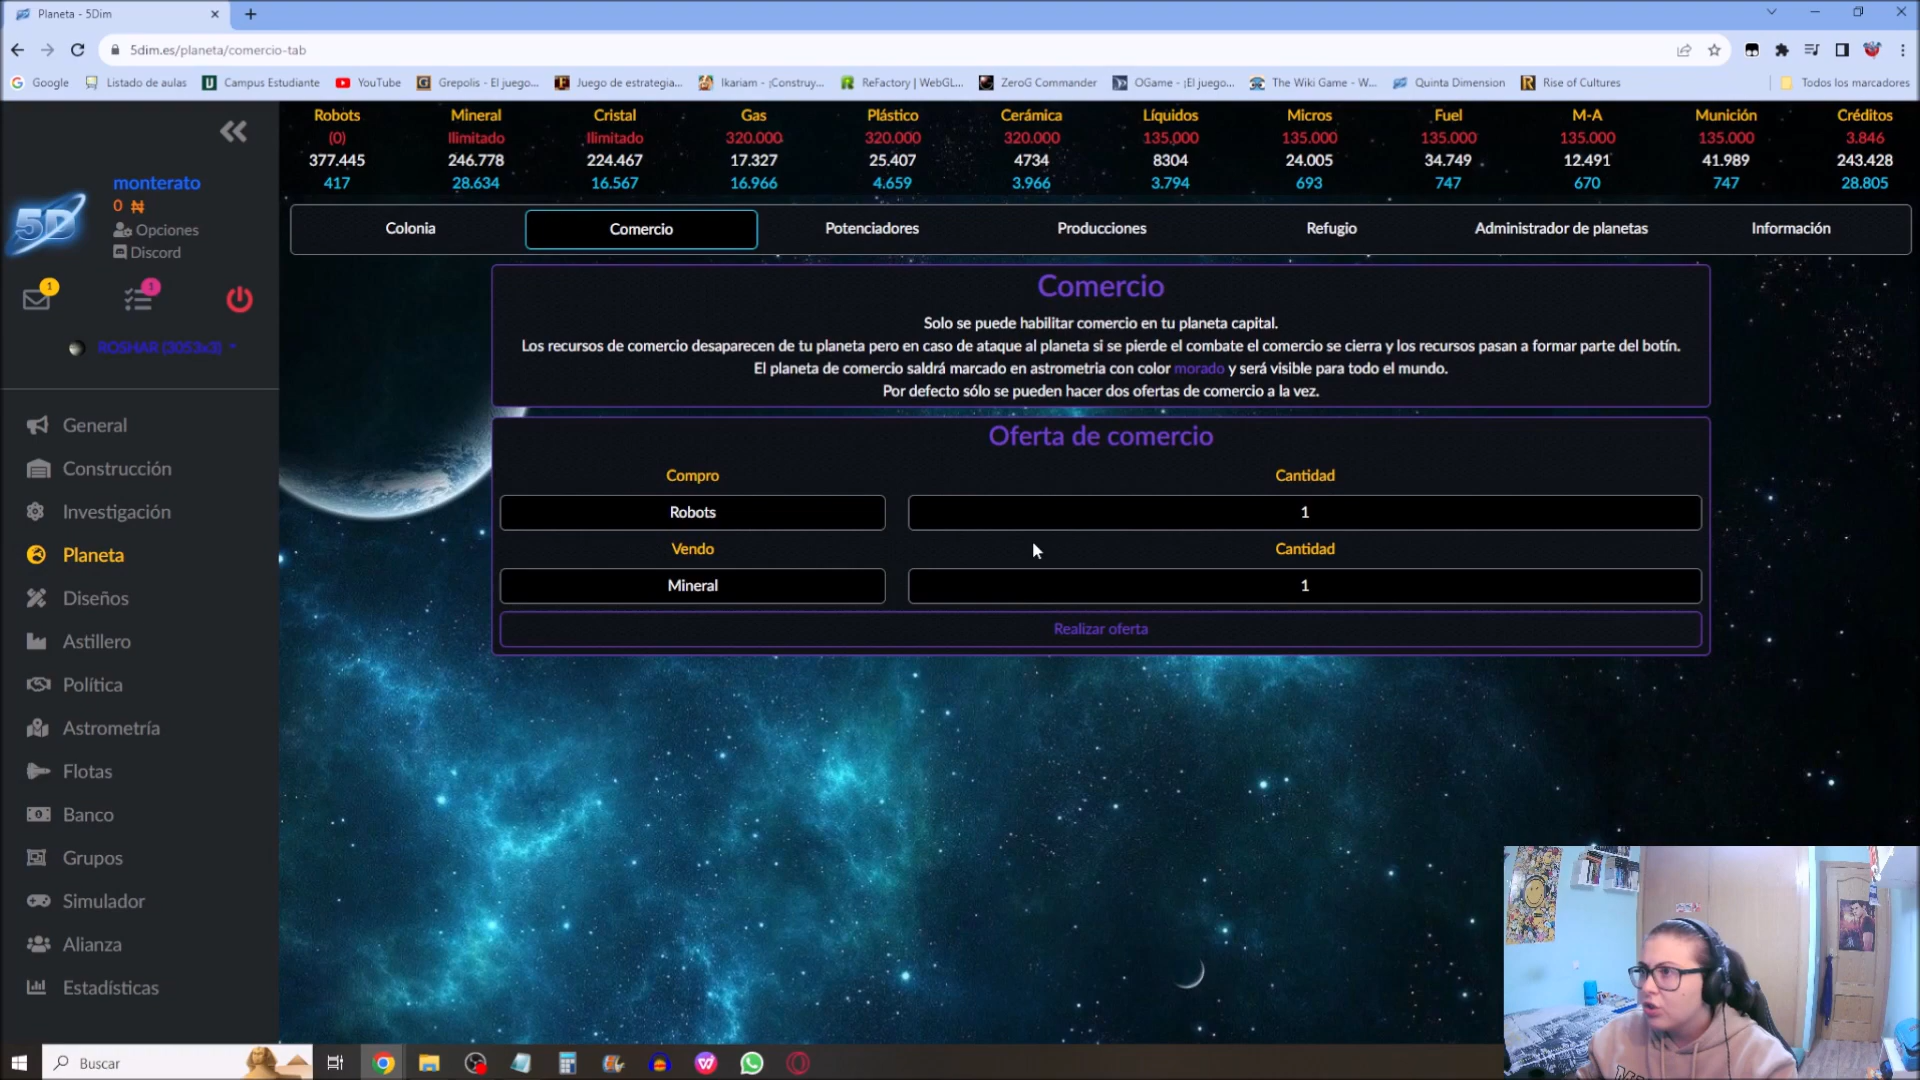 Planeta - 5Dim
5dim.es/planeta/comercio-tab
Google
Listado de aulas
Campus Estudiante
YouTube
Grepolis - El juego...
Juego de estrategia...
Ikariam - ¡Construy...
ReFactory | WebGL...
ZeroG Commander
OGame - ¡El juego...
The Wiki Game - W...
Quinta Dimension
Rise of Cultures
Todos los marcadores
Robots Mineral Cristal Gas Plástico Cerámica Líquidos Micros Fuel M-A Munición Créditos
(0) Ilimitado Ilimitado 320.000 320.000 320.000 135.000 135.000 135.000 135.000 135.000 3.846
377.445 246.778 224.467 17.327 25.407 4734 8304 24.005 34.749 12.491 41.989 243.428
417 28.634 16.567 16.966 4.659 3.966 3.794 693 747 670 747 28.805
5D
monterato
0
Opciones
Discord
1
1
ROSHAR (3053x3)
General
Construcción
Investigación
Planeta
Diseños
Astillero
Política
Astrometría
Flotas
Banco
Grupos
Simulador
Alianza
Estadísticas
Colonia Comercio Potenciadores Producciones Refugio Administrador de planetas Información
Comercio
Solo se puede habilitar comercio en tu planeta capital.
Los recursos de comercio desaparecen de tu planeta pero en caso de ataque al planeta si se pierde el combate el comercio se cierra y los recursos pasan a formar parte del botín.
El planeta de comercio saldrá marcado en astrometria con color morado y será visible para todo el mundo.
Por defecto sólo se pueden hacer dos ofertas de comercio a la vez.
Oferta de comercio
Compro Cantidad
Robots 1
Vendo Cantidad
Mineral 1
Realizar oferta
Buscar